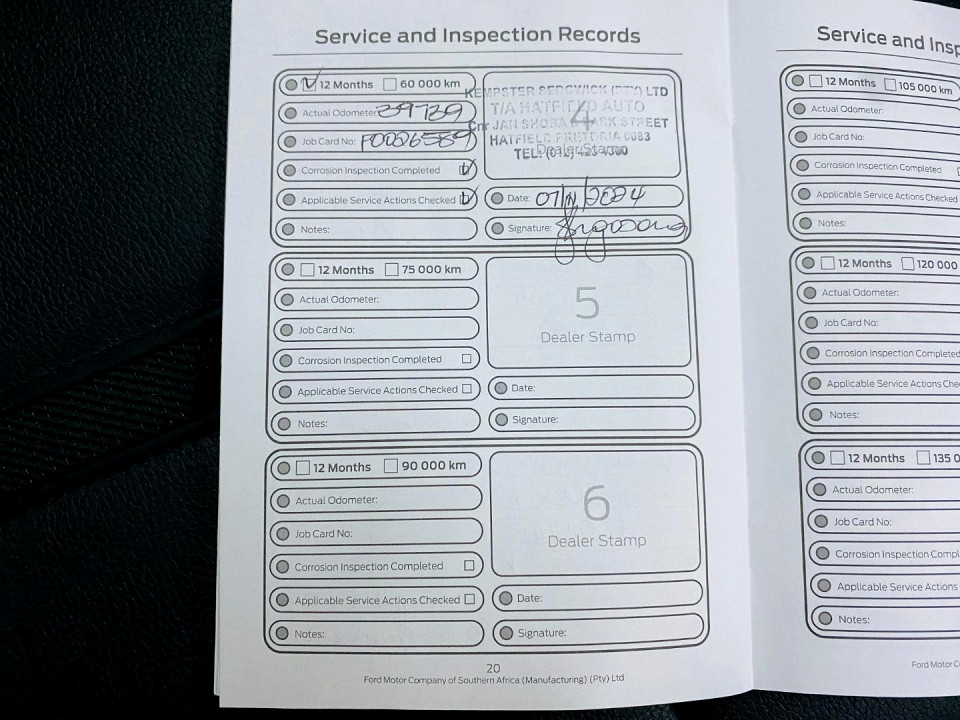 Service and Inspection Records
12 Months 60 000 km
KEMPSTER SEDGWICK (PTY) LTD
Actual Odometer: 39739
T/A HATFIELD AUTO
4
Job Card No: F0026589
Cnr JAN SHOBA & PARK STREET
HATFIELD PRETORIA 0083
Dealer Stamp
Corrosion Inspection Completed
Applicable Service Actions Checked
Date: 2024
Notes:
Signature:
12 Months 75 000 km
Actual Odometer:
5
Job Card No:
Dealer Stamp
Corrosion Inspection Completed
Applicable Service Actions Checked
Date:
Notes:
Signature:
12 Months 90 000 km
Actual Odometer:
6
Job Card No:
Dealer Stamp
Corrosion Inspection Completed
Applicable Service Actions Checked
Date:
Notes:
Signature:
20
Ford Motor Company of Southern Africa (Manufacturing) (Pty) Ltd
Service and Insp
12 Months 105 000 km
Actual Odometer:
Job Card No:
Corrosion Inspection Completed
Applicable Service Actions Checked
Notes:
12 Months 120 000
Actual Odometer:
Job Card No:
Corrosion Inspection Completed
Applicable Service Actions Che
Notes:
12 Months 135 0
Actual Odometer:
Job Card No:
Corrosion Inspection Compl
Applicable Service Actions
Notes:
Ford Motor C